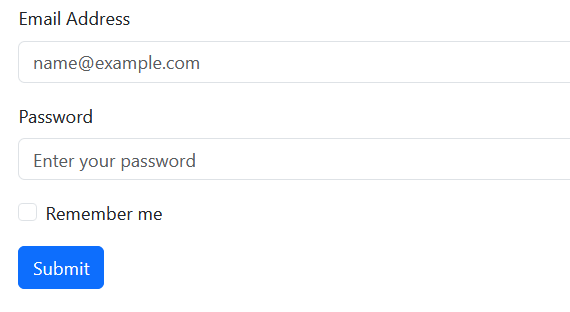 Email Address
name@example.com
Password
Enter your password
Remember me
Submit